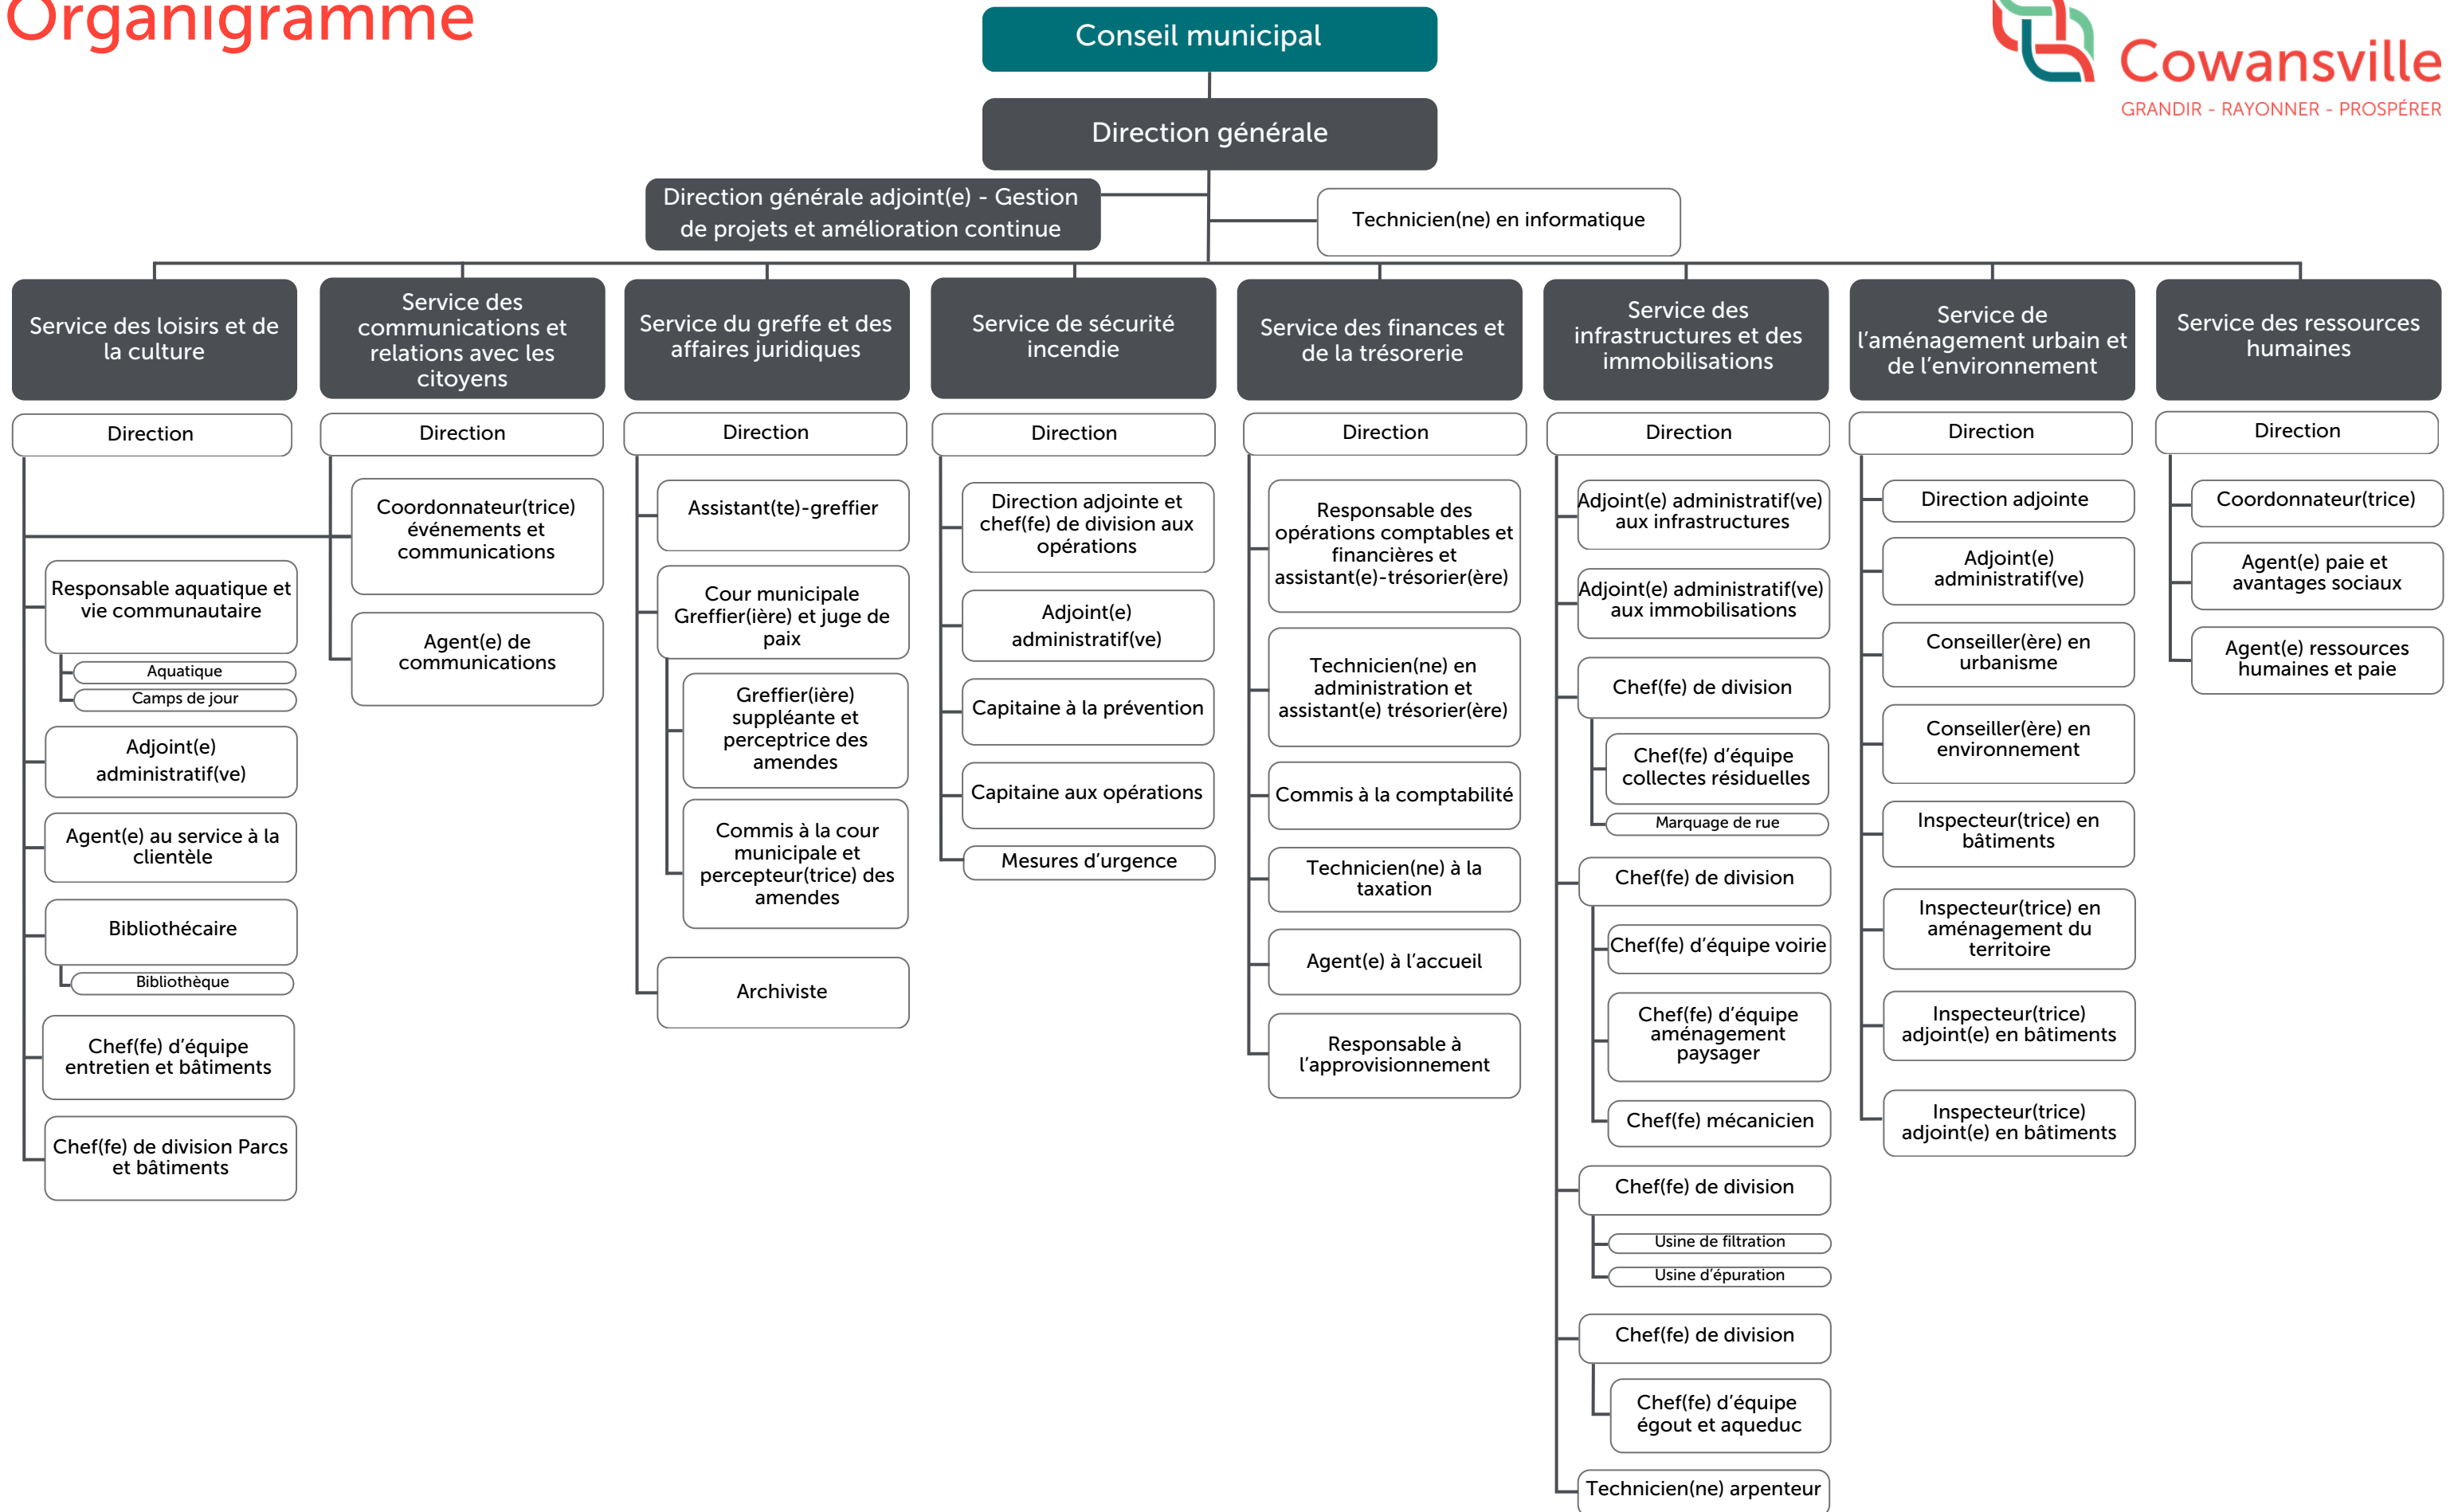 Organigramme
Cowansville
GRANDIR - RAYONNER - PROSPÉRER
Conseil municipal
Direction générale
Direction générale adjoint(e) - Gestion
de projets et amélioration continue
Technicien(ne) en informatique
Service des loisirs et de
la culture
Direction
Responsable aquatique et
vie communautaire
Aquatique
Camps de jour
Adjoint(e)
administratif(ve)
Agent(e) au service à la
clientèle
Bibliothécaire
Bibliothèque
Chef(fe) d'équipe
entretien et bâtiments
Chef(fe) de division Parcs
et bâtiments
Service des
communications et
relations avec les
citoyens
Direction
Coordonnateur(trice)
événements et
communications
Agent(e) de
communications
Service du greffe et des
affaires juridiques
Direction
Assistant(te)-greffier
Cour municipale
Greffier(ière) et juge de
paix
Greffier(ière)
suppléante et
perceptrice des
amendes
Commis à la cour
municipale et
percepteur(trice) des
amendes
Archiviste
Service de sécurité
incendie
Direction
Direction adjointe et
chef(fe) de division aux
opérations
Adjoint(e)
administratif(ve)
Capitaine à la prévention
Capitaine aux opérations
Mesures d'urgence
Service des finances et
de la trésorerie
Direction
Responsable des
opérations comptables et
financières et
assistant(e)-trésorier(ère)
Technicien(ne) en
administration et
assistant(e) trésorier(ère)
Commis à la comptabilité
Technicien(ne) à la
taxation
Agent(e) à l'accueil
Responsable à
l'approvisionnement
Service des
infrastructures et des
immobilisations
Direction
Adjoint(e) administratif(ve)
aux infrastructures
Adjoint(e) administratif(ve)
aux immobilisations
Chef(fe) de division
Chef(fe) d'équipe
collectes résiduelles
Marquage de rue
Chef(fe) de division
Chef(fe) d'équipe voirie
Chef(fe) d'équipe
aménagement
paysager
Chef(fe) mécanicien
Chef(fe) de division
Usine de filtration
Usine d'épuration
Chef(fe) de division
Chef(fe) d'équipe
égout et aqueduc
Technicien(ne) arpenteur
Service de
l'aménagement urbain et
de l'environnement
Direction
Direction adjointe
Adjoint(e)
administratif(ve)
Conseiller(ère) en
urbanisme
Conseiller(ère) en
environnement
Inspecteur(trice) en
bâtiments
Inspecteur(trice) en
aménagement du
territoire
Inspecteur(trice)
adjoint(e) en bâtiments
Inspecteur(trice)
adjoint(e) en bâtiments
Service des ressources
humaines
Direction
Coordonnateur(trice)
Agent(e) paie et
avantages sociaux
Agent(e) ressources
humaines et paie